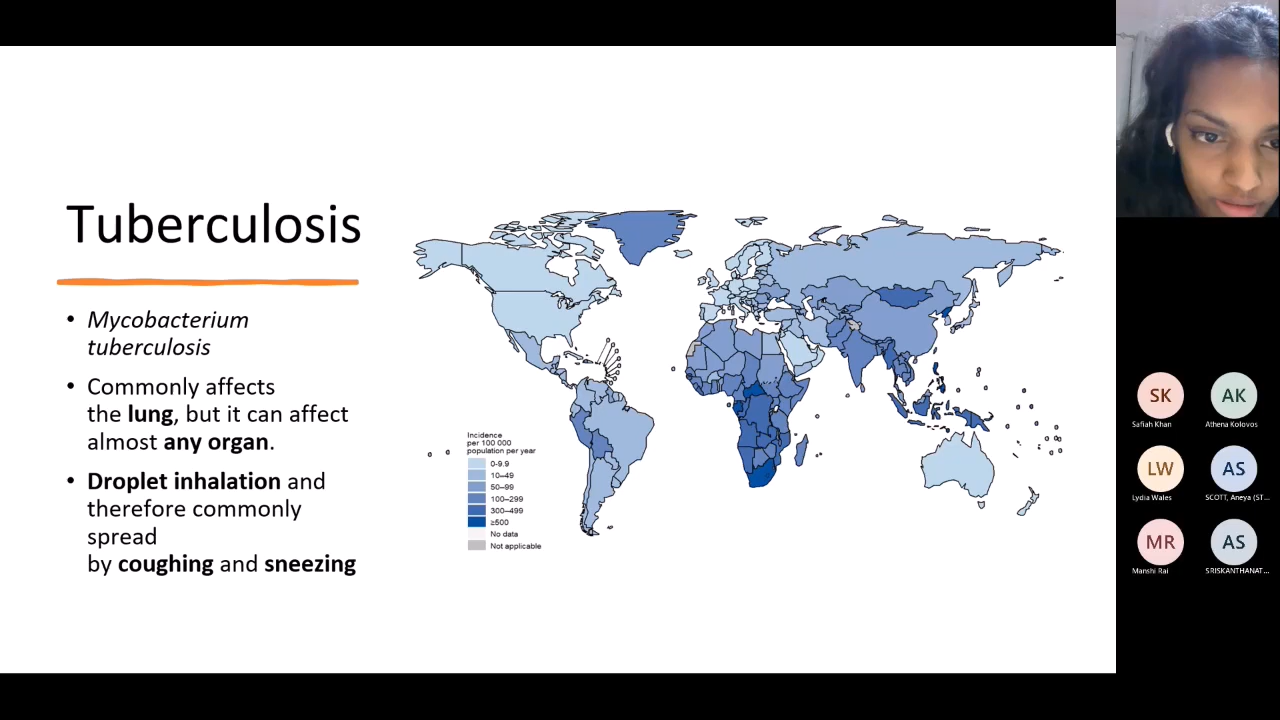 Tuberculosis
• Mycobacterium
tuberculosis
• Commonly affects
the lung, but it can affect
almost any organ.
• Droplet inhalation and
therefore commonly
spread
by coughing and sneezing
Incidence
per 100 000
population per year
0-9.9
10–49
50–99
100–299
300–499
≥500
No data
Not applicable
SK
Safiah Khan
AK
Athena Kolovos
LW
Lydia Wales
AS
SCOTT, Aneya (ST...
MR
Manshi Rai
AS
SRISKANTHANAT...